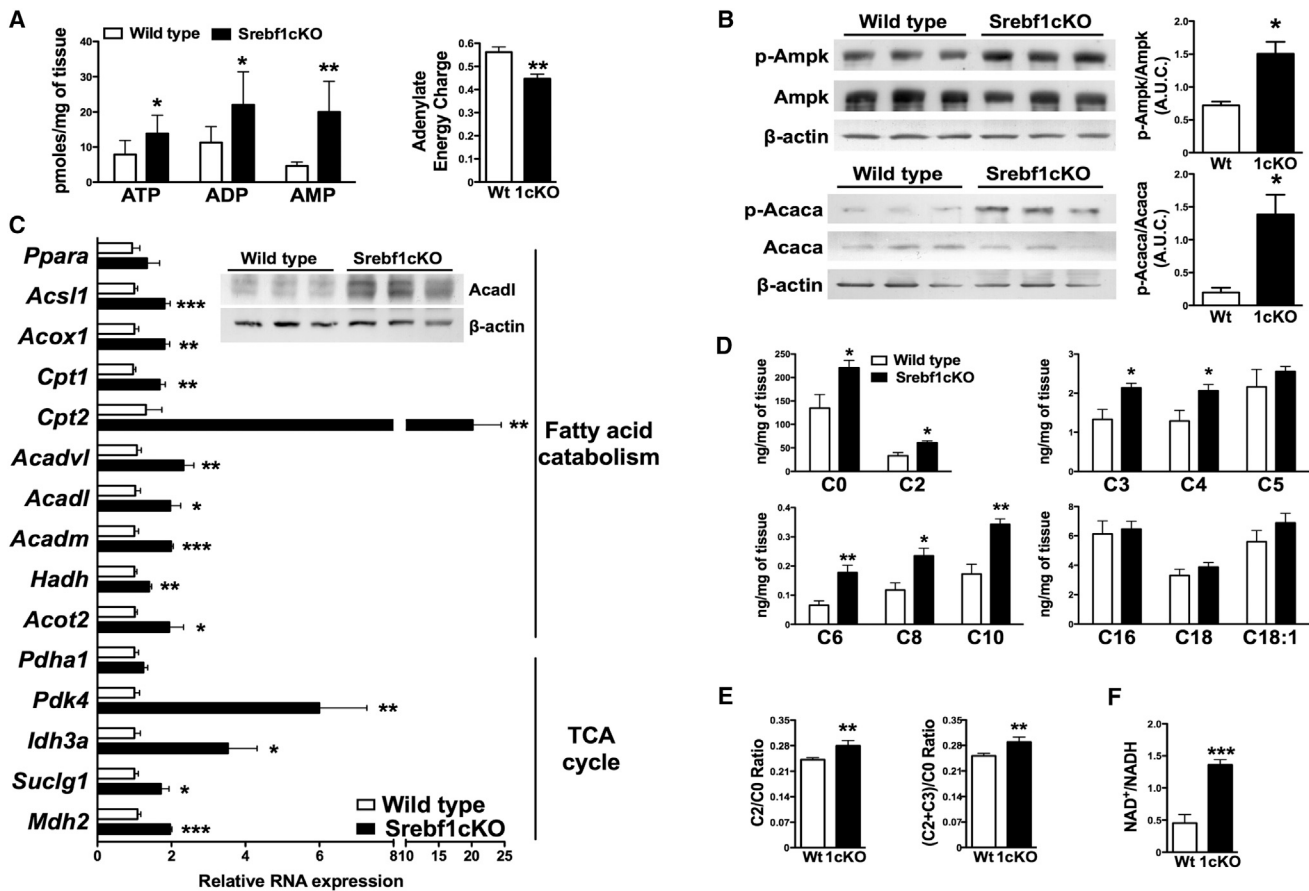 A
Wild type Srebf1cKO
pmoles/mg of tissue
40
30
20
10
0
* * **
ATP ADP AMP
Adenylate
Energy Charge
0.6
0.5
0.4
0.3
0.2
0.1
0
**
Wt 1cKO
B
Wild type Srebf1cKO
p-Ampk
Ampk
β-actin
p-Ampk/Ampk
(A.U.C.)
2.0
1.5
1.0
0.5
0
*
Wt 1cKO
Wild type Srebf1cKO
p-Acaca
Acaca
β-actin
p-Acaca/Acaca
(A.U.C.)
2.0
1.5
1.0
0.5
0
*
Wt 1cKO
C
Ppara
Acsl1 ***
Acox1 **
Cpt1 **
Cpt2 **
Acadvl **
Acadl *
Acadm ***
Hadh **
Acot2 *
Pdha1
Pdk4 **
Idh3a *
Suclg1 *
Mdh2 ***
Wild type Srebf1cKO
Acadl
β-actin
Fatty acid
catabolism
TCA
cycle
Wild type
Srebf1cKO
0 2 4 6 8 10 15 20 25
Relative RNA expression
D
Wild type
Srebf1cKO
ng/mg of tissue
250
200
150
100
50
0
* *
C0 C2
ng/mg of tissue
3
2
1
0
* *
C3 C4 C5
ng/mg of tissue
0.4
0.3
0.2
0.1
0
** * **
C6 C8 C10
ng/mg of tissue
8
6
4
2
0
C16 C18 C18:1
E
C2/C0 Ratio
0.35
0.28
0.21
0.14
0.07
0
**
Wt 1cKO
(C2+C3)/C0 Ratio
0.35
0.28
0.21
0.14
0.07
0
**
Wt 1cKO
F
NAD⁺/NADH
2.0
1.5
1.0
0.5
0
***
Wt 1cKO